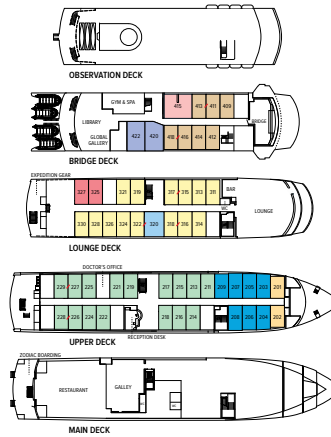 OBSERVATION DECK
GYM & SPA
415 413 411 409
LIBRARY
BRIDGE
GLOBAL
GALLERY
422 420 418 416 414 412
BRIDGE DECK
EXPEDITION GEAR
327 325 321 319 317 315 313 311
BAR
WC
LOUNGE
330 328 326 324 322 320 318 316 314
LOUNGE DECK
DOCTOR'S OFFICE
229 227 225 221 219 217 215 211 209 207 205 203 201
228 226 224 222 218 216 214 208 206 204 202
RECEPTION DESK
UPPER DECK
ZODIAC BOARDING
RESTAURANT
GALLEY
MAIN DECK